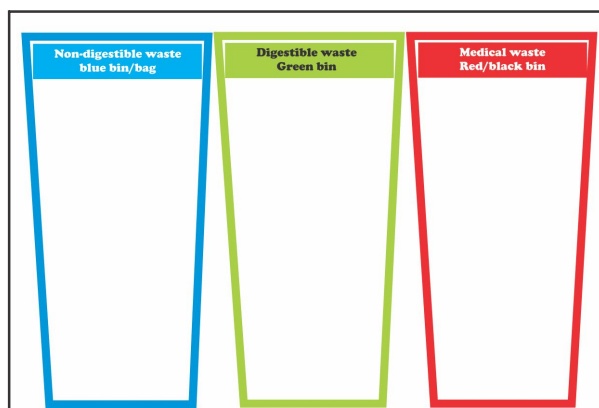 Non-digestible waste
blue bin/bag
Digestible waste
Green bin
Medical waste
Red/black bin